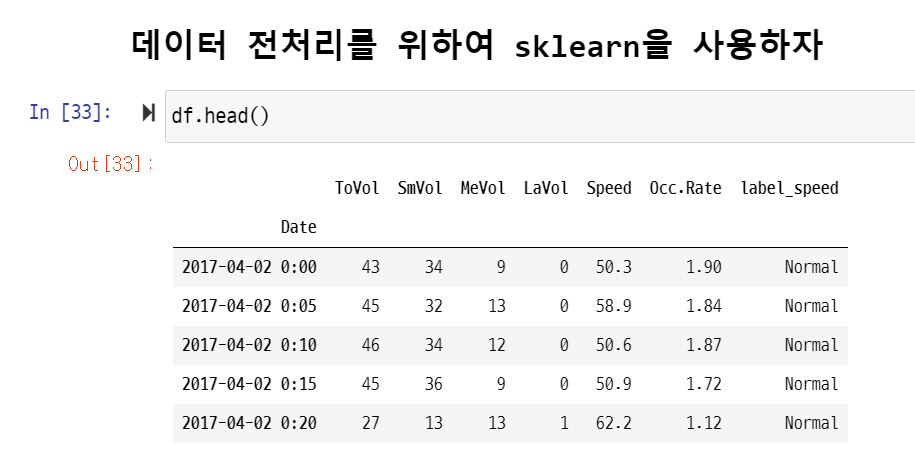 데이터 전처리를 위하여 sklearn을 사용하자
In [33]: df.head()
Out[33]:
ToVol SmVol MeVol LaVol Speed Occ.Rate label_speed
Date
2017-04-02 0:00 43 34 9 0 50.3 1.90 Normal
2017-04-02 0:05 45 32 13 0 58.9 1.84 Normal
2017-04-02 0:10 46 34 12 0 50.6 1.87 Normal
2017-04-02 0:15 45 36 9 0 50.9 1.72 Normal
2017-04-02 0:20 27 13 13 1 62.2 1.12 Normal